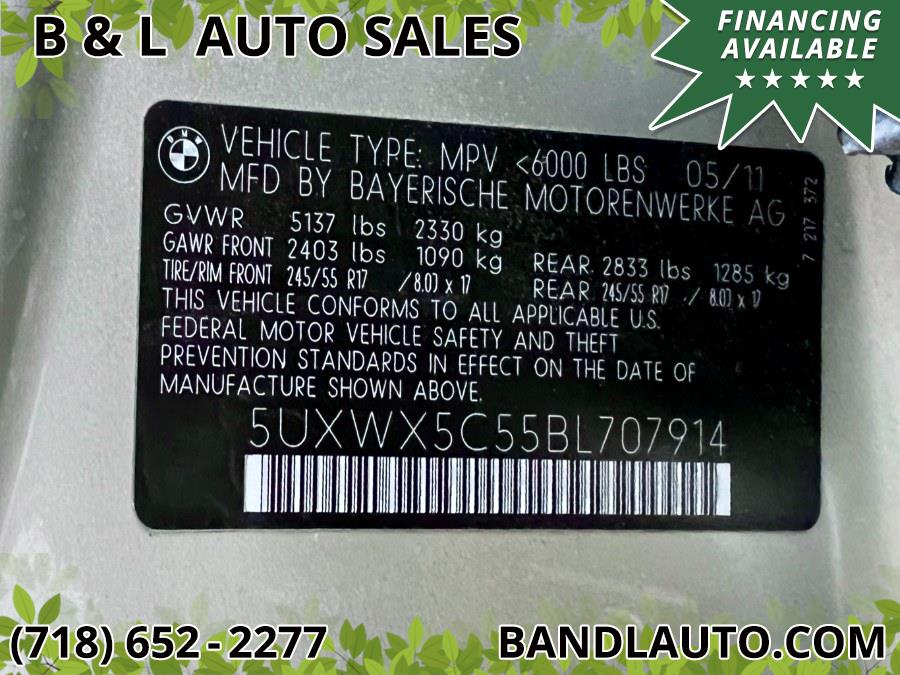 B & L AUTO SALES
FINANCING
AVAILABLE
★★★★★
BMW
VEHICLE TYPE: MPV <6000 LBS 05/11
MFD BY BAYERISCHE MOTORENWERKE AG
GVWR 5137 lbs 2330 kg
GAWR FRONT 2403 lbs 1090 kg REAR 2833 lbs 1285 kg
TIRE/RIM FRONT 245/55 R17 /8.0J x 17 REAR 245/55 R17 / 8.0J x 17
THIS VEHICLE CONFORMS TO ALL APPLICABLE U.S.
FEDERAL MOTOR VEHICLE SAFETY AND THEFT
PREVENTION STANDARDS IN EFFECT ON THE DATE OF
MANUFACTURE SHOWN ABOVE.
5UXWX5C55BL707914
7 217 372
(718) 652-2277
BANDLAUTO.COM